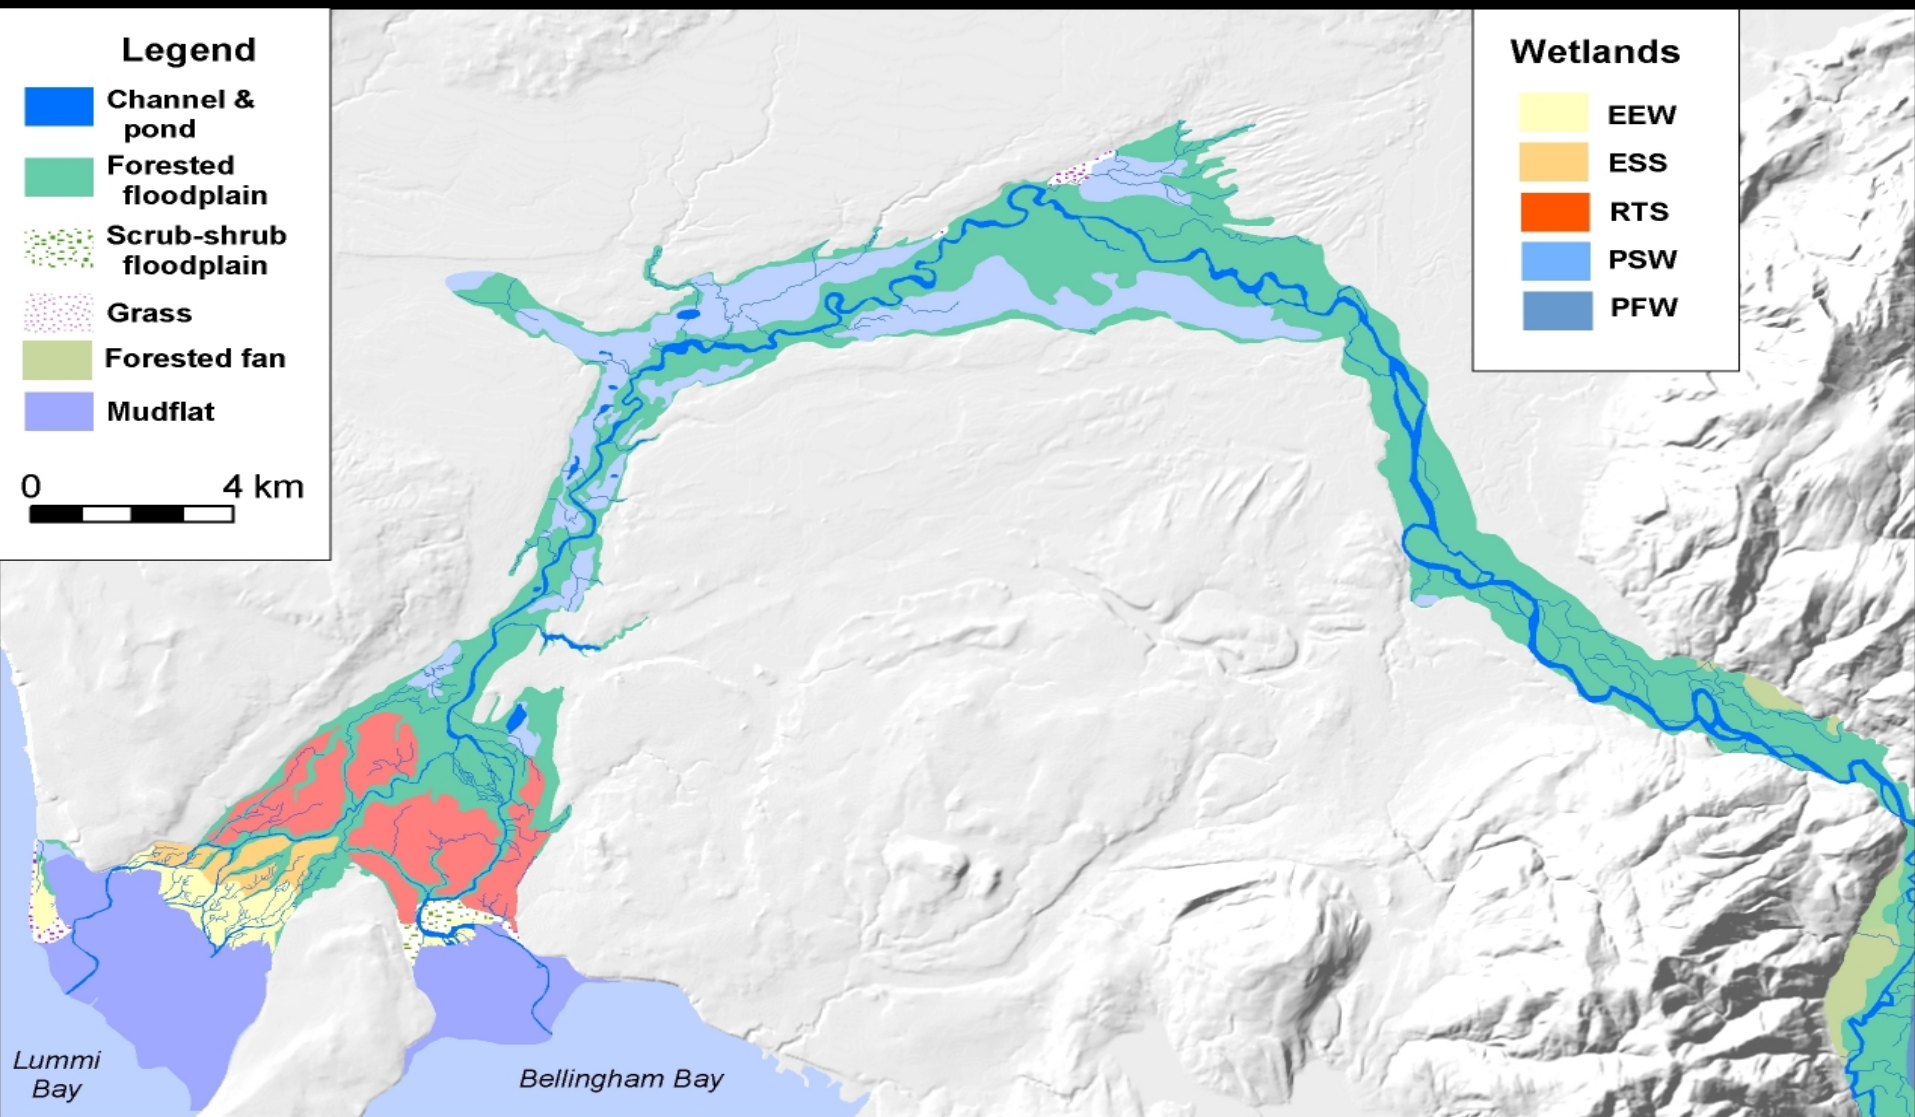 Legend
Channel &
pond
Forested
floodplain
Scrub-shrub
floodplain
Grass
Forested fan
Mudflat
0 4 km
Wetlands
EEW
ESS
RTS
PSW
PFW
Lummi
Bay
Bellingham Bay